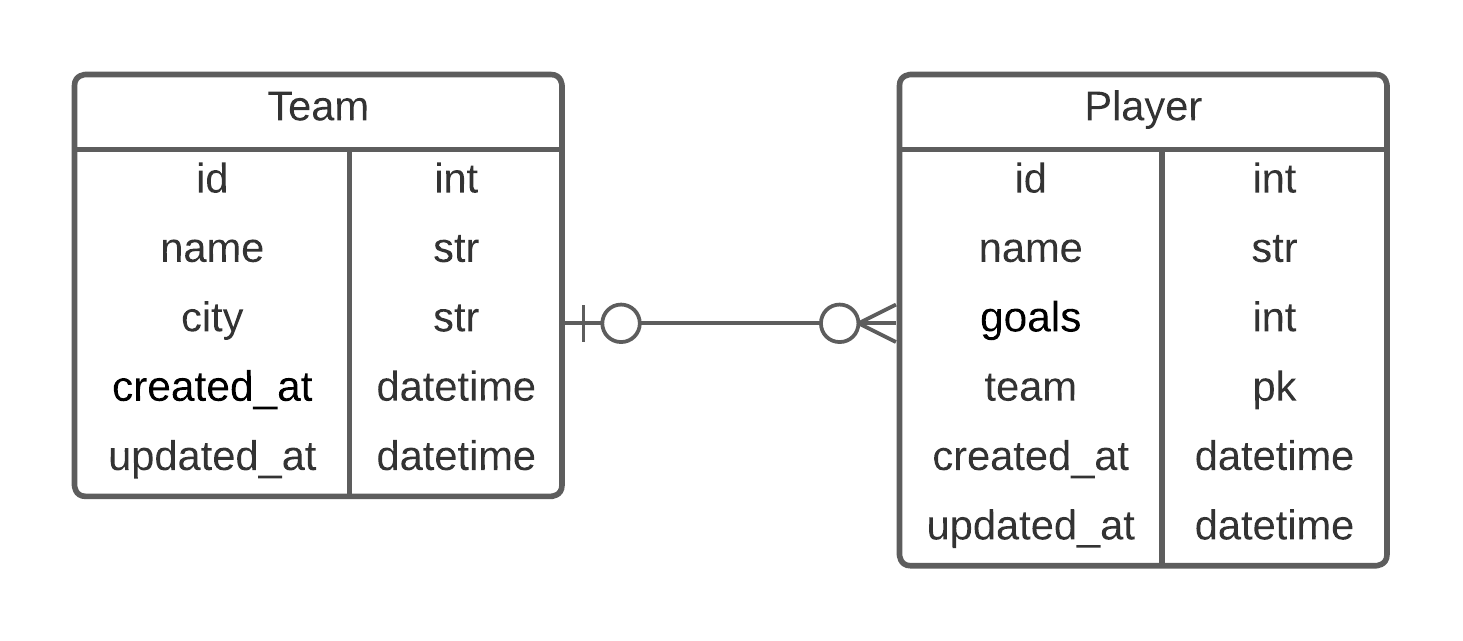 Team
id int
name str
city str
created_at datetime
updated_at datetime
Player
id int
name str
goals int
team pk
created_at datetime
updated_at datetime